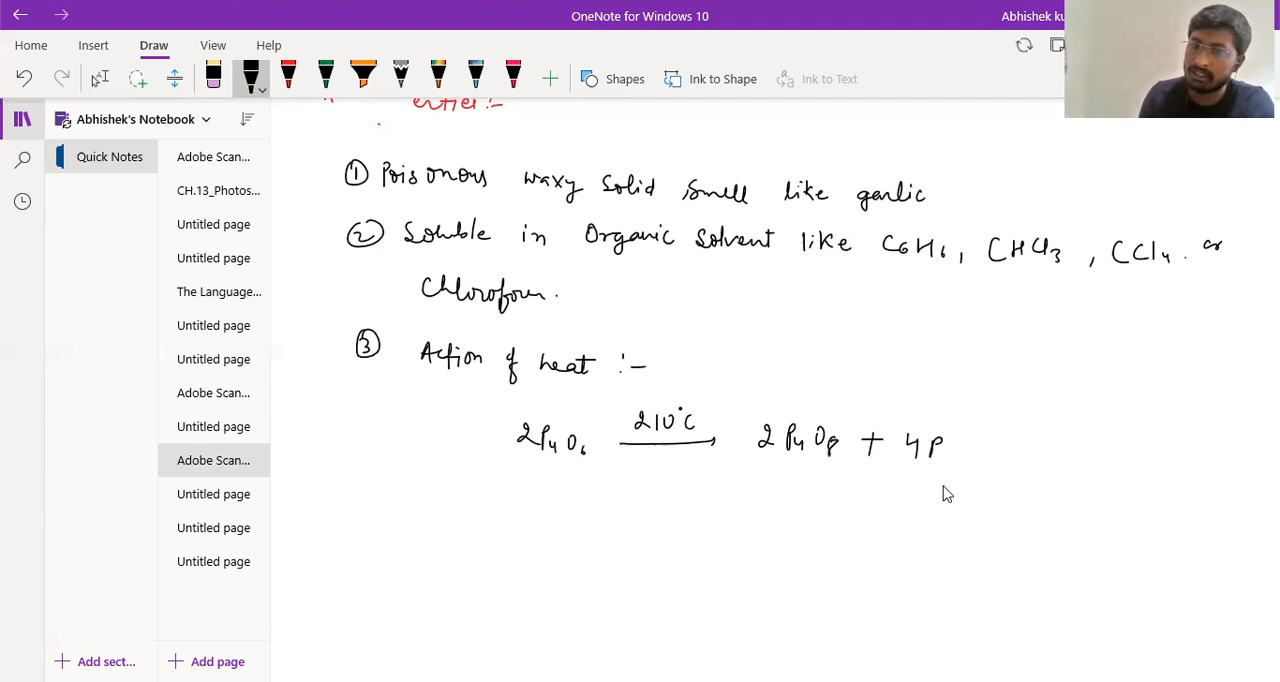 OneNote for Windows 10
Abhishek ku
Home Insert Draw View Help
Shapes Ink to Shape Ink to Text
Abhishek's Notebook
Quick Notes
Adobe Scan...
CH.13_Photos...
Untitled page
Untitled page
The Language...
Untitled page
Untitled page
Adobe Scan...
Adobe Scan...
Untitled page
Untitled page
Untitled page
Add sect...
Add page
erties :-
① Poisonous waxy solid smell like garlic
② Soluble in Organic solvent like C6H6, CHCl3, CCl4. or
Chloroform.
③ Action of heat :-
2P4O6 210°C → 2P4O8 + 4P